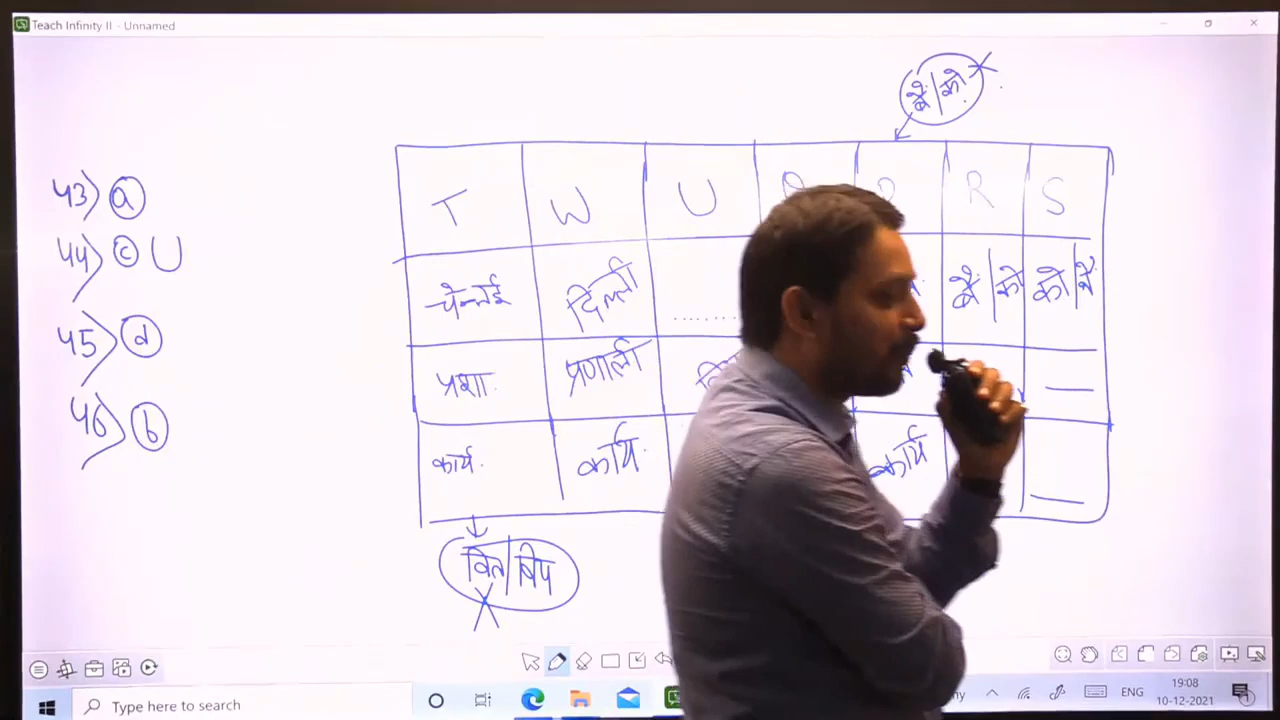 Teach Infinity II - Unnamed
बैं/को
T W U R S
43) a
चेन्नई दिल्ली ........ बैं/को को/बैं
44) c U
प्रशा. प्रणाली
45) d
कार्य. कार्य. कार्य
46) b
वित/विप
Type here to search
ENG
19:08
10-12-2021